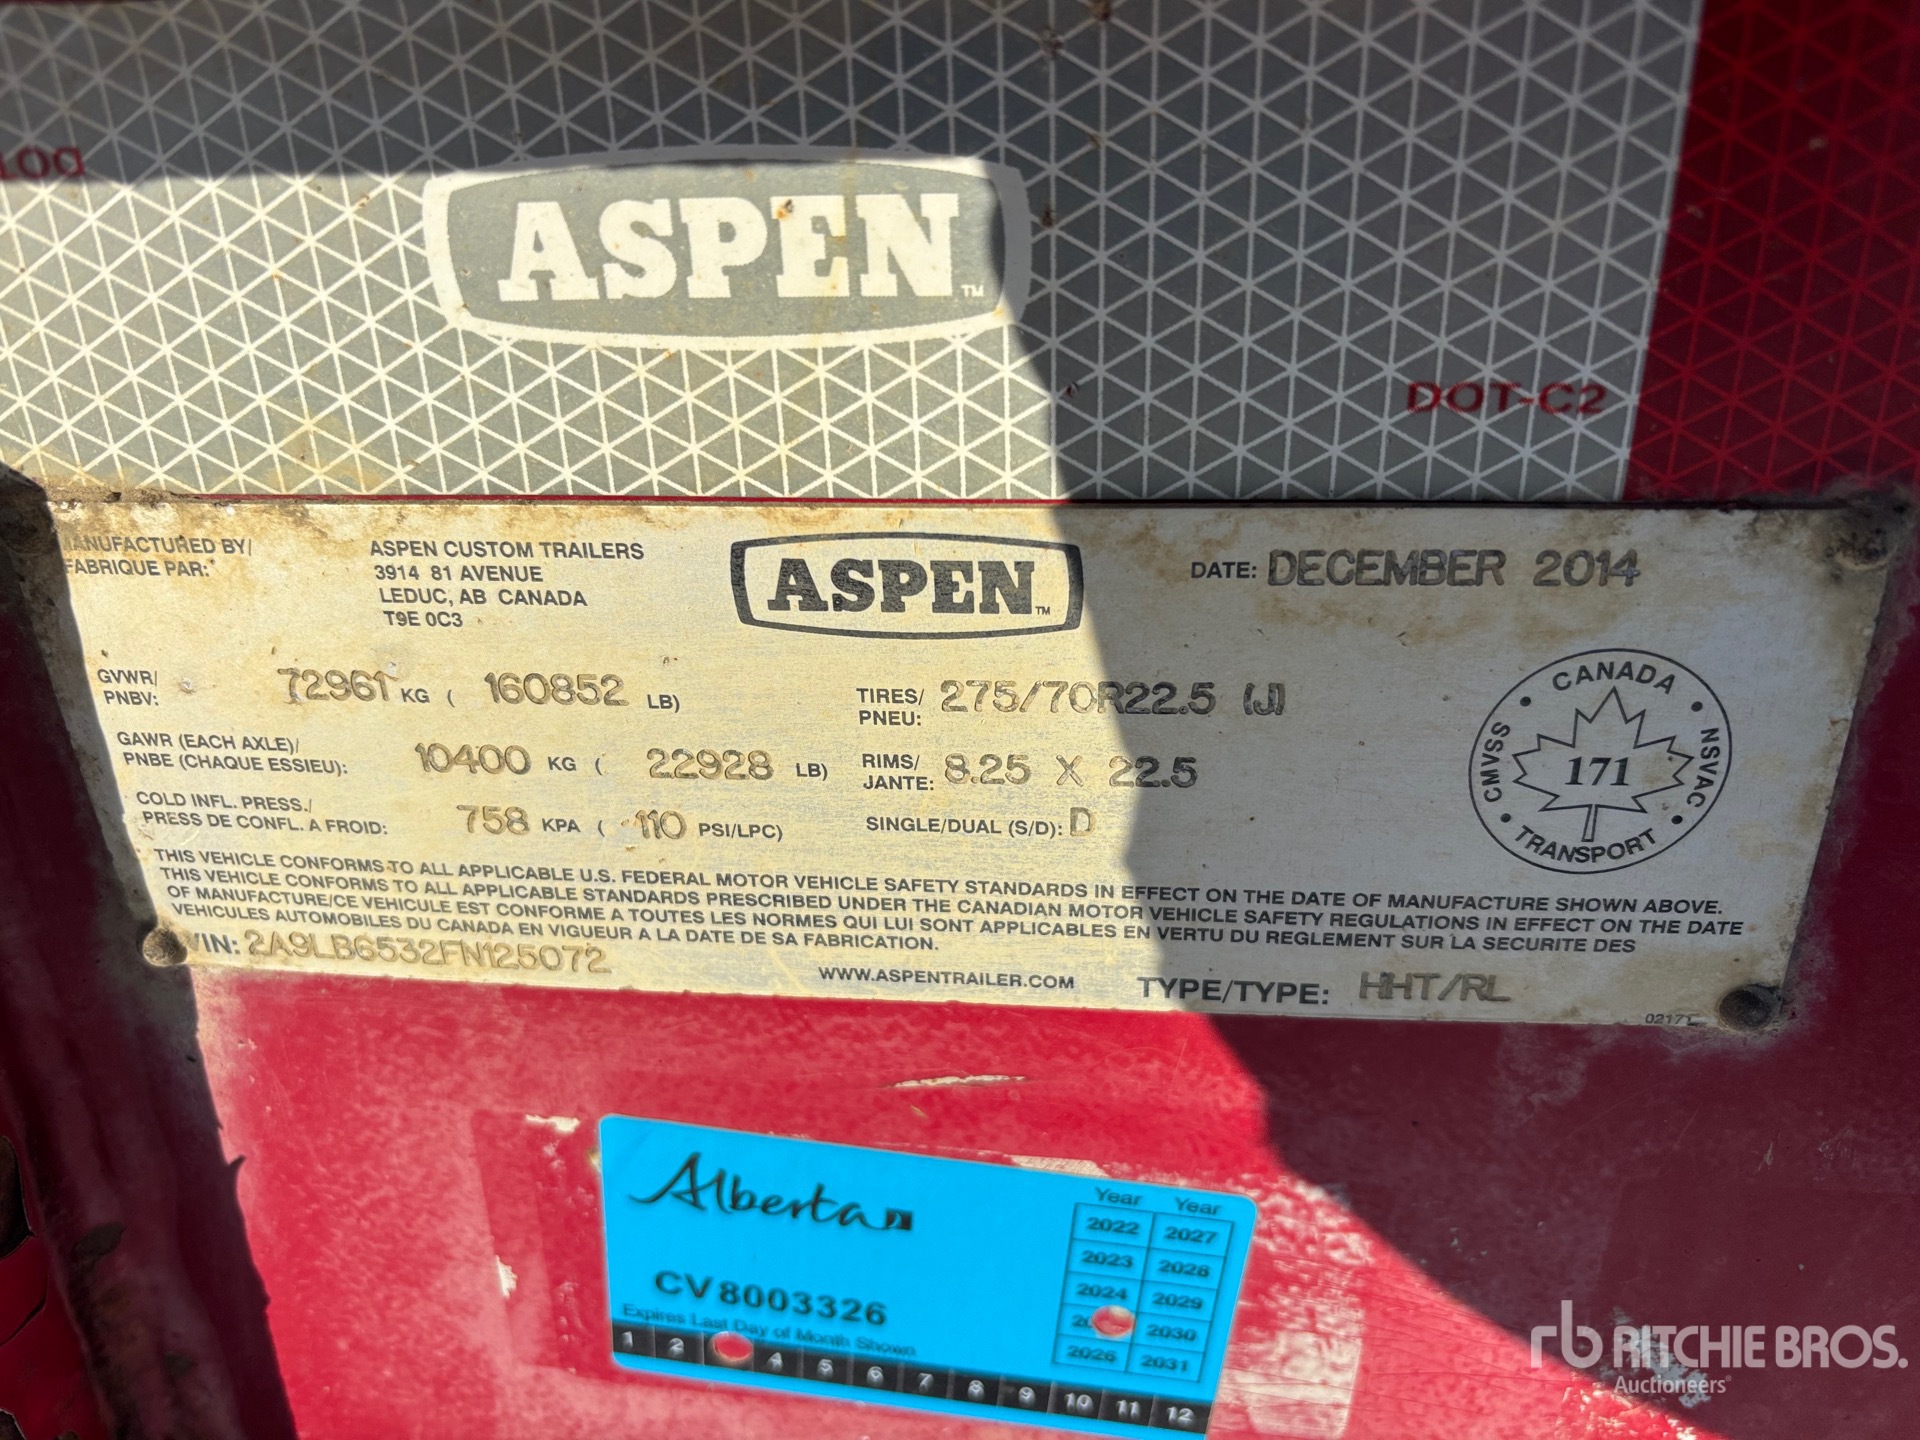 ASPEN TM
DOT-C2
MANUFACTURED BY/
FABRIQUE PAR:
ASPEN CUSTOM TRAILERS
3914 81 AVENUE
LEDUC, AB CANADA
T9E 0C3
ASPEN TM
DATE: DECEMBER 2014
GVWR/
PNBV: 72961 KG ( 160852 LB)
GAWR (EACH AXLE)/
PNBE (CHAQUE ESSIEU): 10400 KG ( 22928 LB)
COLD INFL. PRESS./
PRESS DE CONFL. A FROID: 758 KPA ( 110 PSI/LPC)
TIRES/
PNEU: 275/70R22.5 (J)
RIMS/
JANTE: 8.25 X 22.5
SINGLE/DUAL (S/D): D
CANADA
CMVSS
171
NSVAC
TRANSPORT
THIS VEHICLE CONFORMS TO ALL APPLICABLE U.S. FEDERAL MOTOR VEHICLE SAFETY STANDARDS IN EFFECT ON THE DATE OF MANUFACTURE SHOWN ABOVE.
THIS VEHICLE CONFORMS TO ALL APPLICABLE STANDARDS PRESCRIBED UNDER THE CANADIAN MOTOR VEHICLE SAFETY REGULATIONS IN EFFECT ON THE DATE
OF MANUFACTURE/CE VEHICULE EST CONFORME A TOUTES LES NORMES QUI LUI SONT APPLICABLES EN VERTU DU REGLEMENT SUR LA SECURITE DES
VEHICULES AUTOMOBILES DU CANADA EN VIGUEUR A LA DATE DE SA FABRICATION.
VIN: 2A9LB6532FN125072
WWW.ASPENTRAILER.COM
TYPE/TYPE: HHT/RL
Alberta
CV8003326
Expires Last Day of Month Shown
1 2 4 5 6 7 8 9 10 11 12
Year Year
2022 2027
2023 2028
2024 2029
2030
2026 2031
rb RITCHIE BROS.
Auctioneers